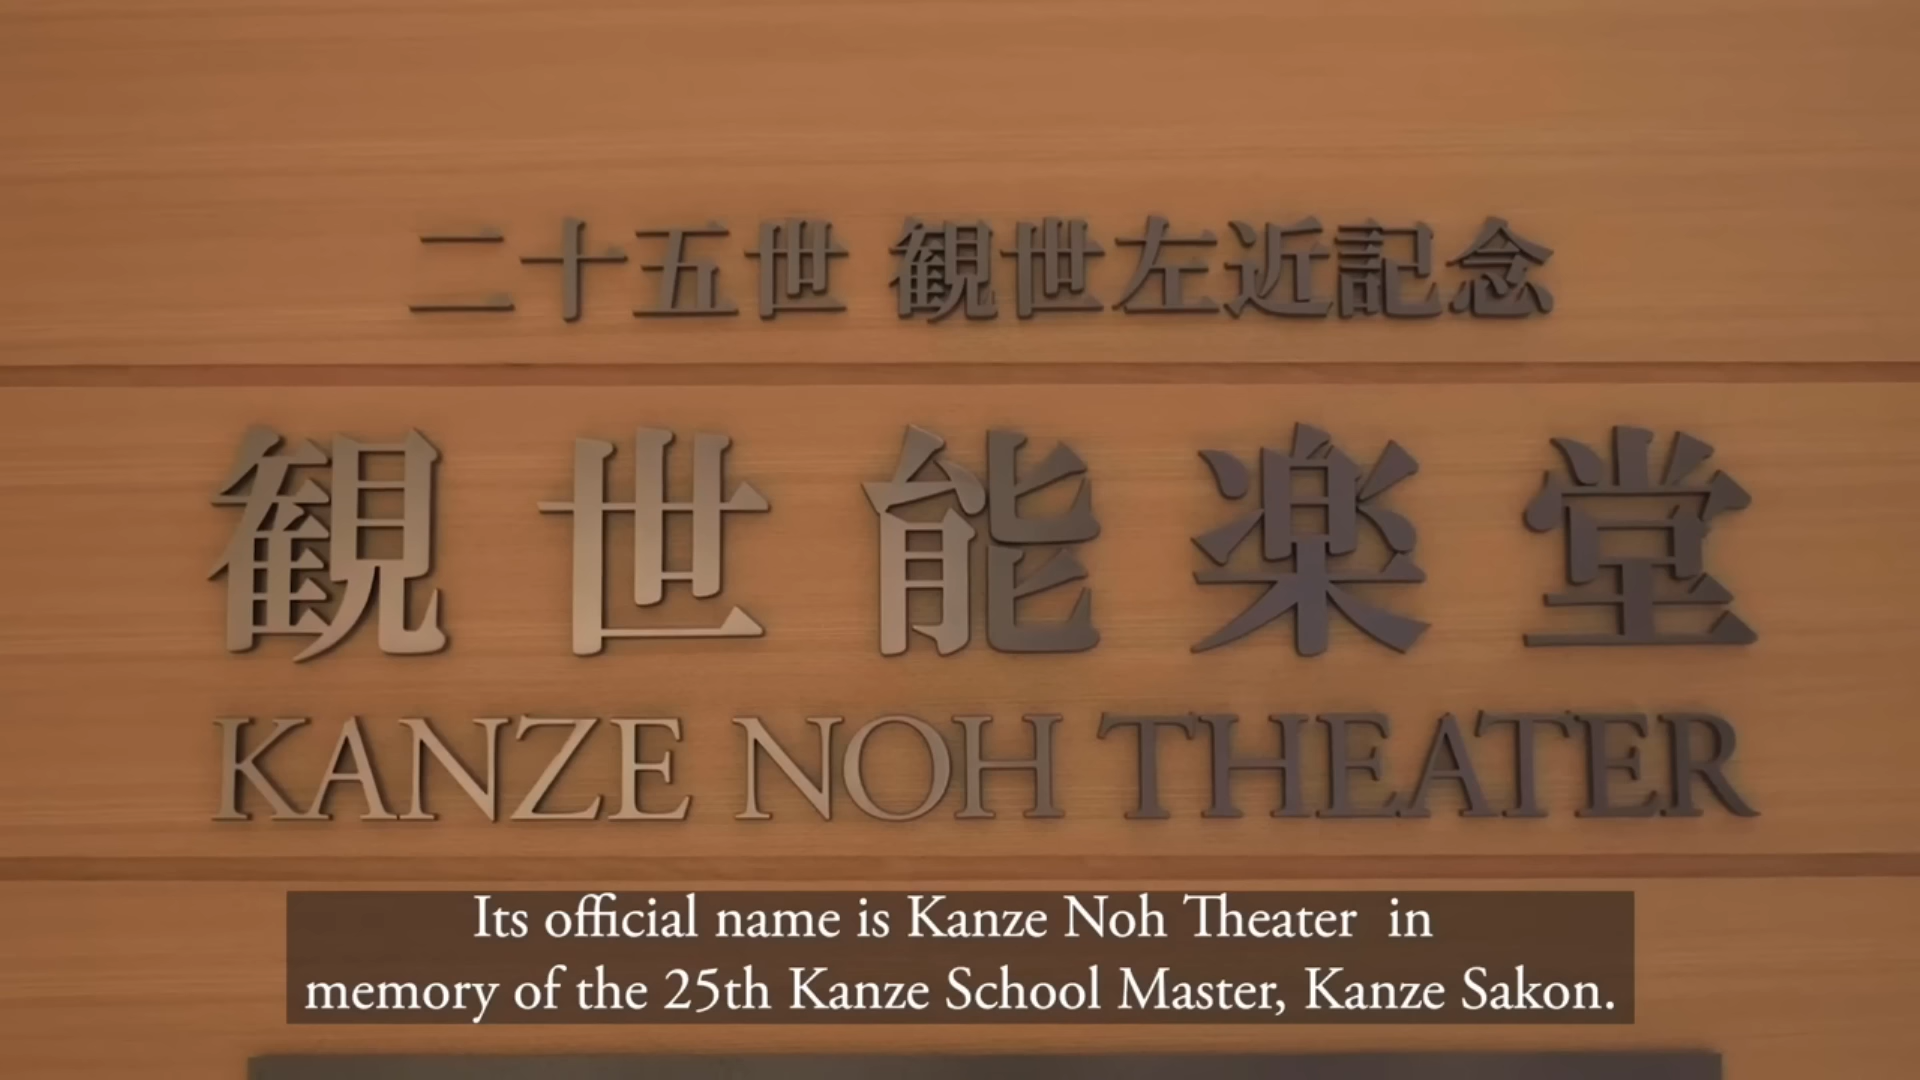 二十五世 観世左近記念
観世能楽堂
KANZE NOH THEATER
Its official name is Kanze Noh Theater in
memory of the 25th Kanze School Master, Kanze Sakon.